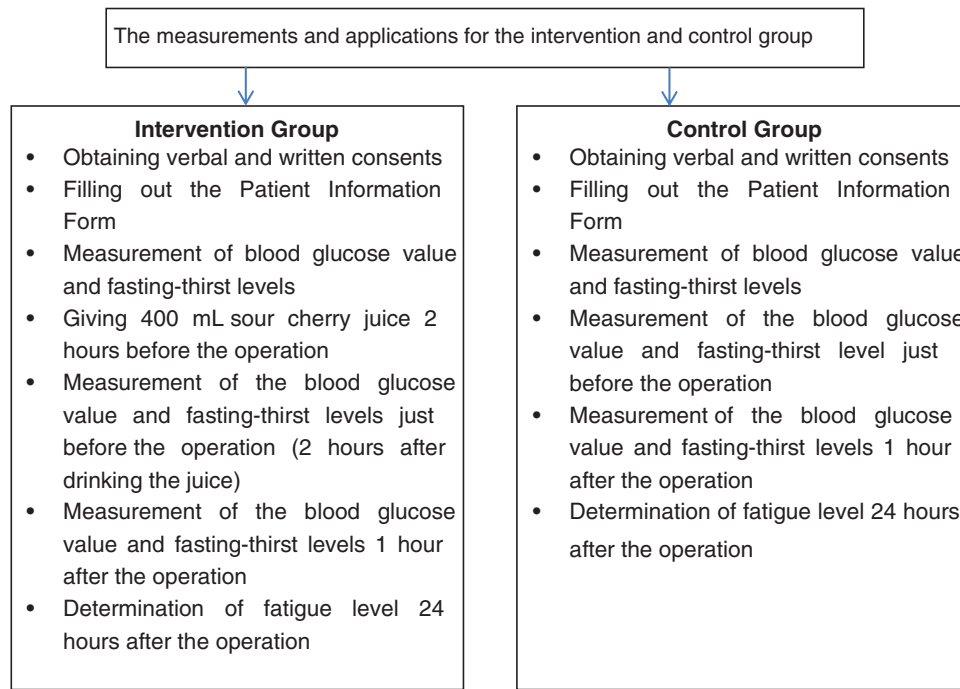 The measurements and applications for the intervention and control group
Intervention Group
• Obtaining verbal and written consents
• Filling out the Patient Information
Form
• Measurement of blood glucose value
and fasting-thirst levels
• Giving 400 mL sour cherry juice 2
hours before the operation
• Measurement of the blood glucose
value and fasting-thirst levels just
before the operation (2 hours after
drinking the juice)
• Measurement of the blood glucose
value and fasting-thirst levels 1 hour
after the operation
• Determination of fatigue level 24
hours after the operation
Control Group
• Obtaining verbal and written consents
• Filling out the Patient Information
Form
• Measurement of blood glucose value
and fasting-thirst levels
• Measurement of the blood glucose
value and fasting-thirst level just
before the operation
• Measurement of the blood glucose
value and fasting-thirst levels 1 hour
after the operation
• Determination of fatigue level 24 hours
after the operation